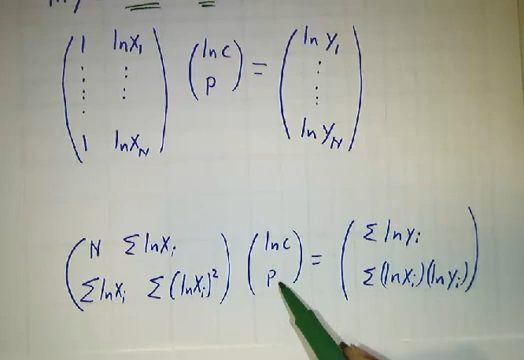 ln y
1 ln x₁ ln c ln y₁
⋮ ⋮ p = ⋮
1 ln x_N ln y_N
N Σ ln xᵢ ln c Σ ln yᵢ
Σ ln xᵢ Σ (ln xᵢ)² p = Σ (ln xᵢ)(ln yᵢ)